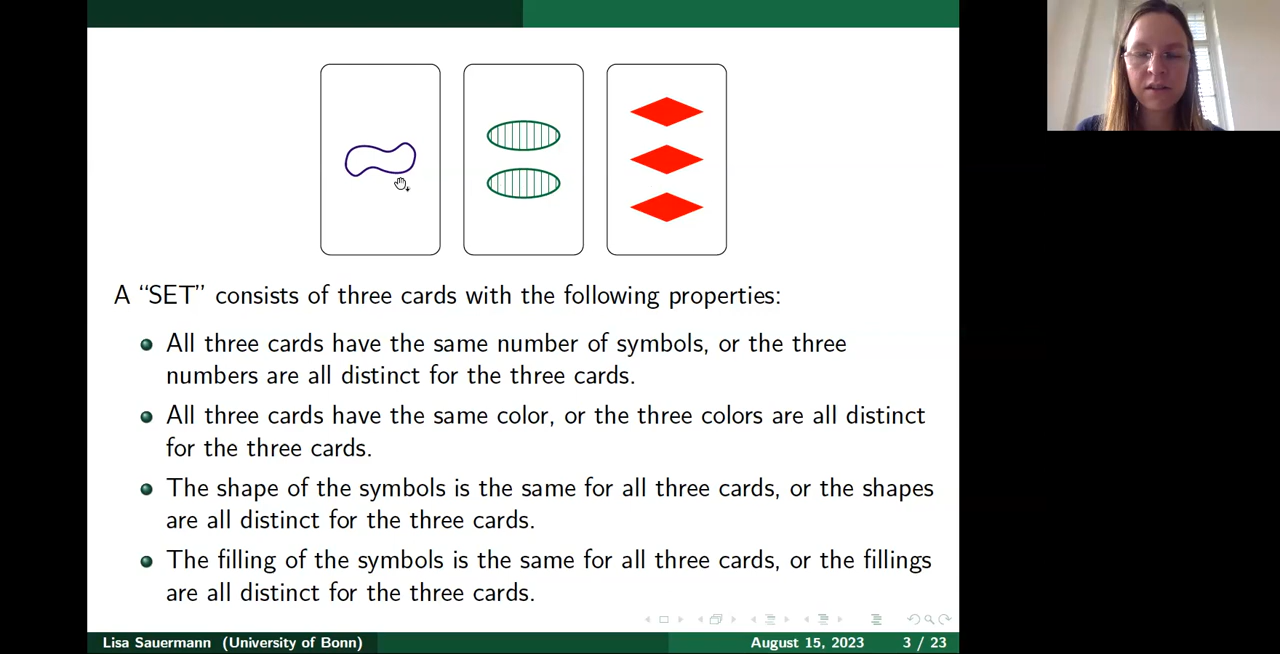 A “SET” consists of three cards with the following properties:
All three cards have the same number of symbols, or the three
numbers are all distinct for the three cards.
All three cards have the same color, or the three colors are all distinct
for the three cards.
The shape of the symbols is the same for all three cards, or the shapes
are all distinct for the three cards.
The filling of the symbols is the same for all three cards, or the fillings
are all distinct for the three cards.
Lisa Sauermann (University of Bonn) August 15, 2023 3 / 23